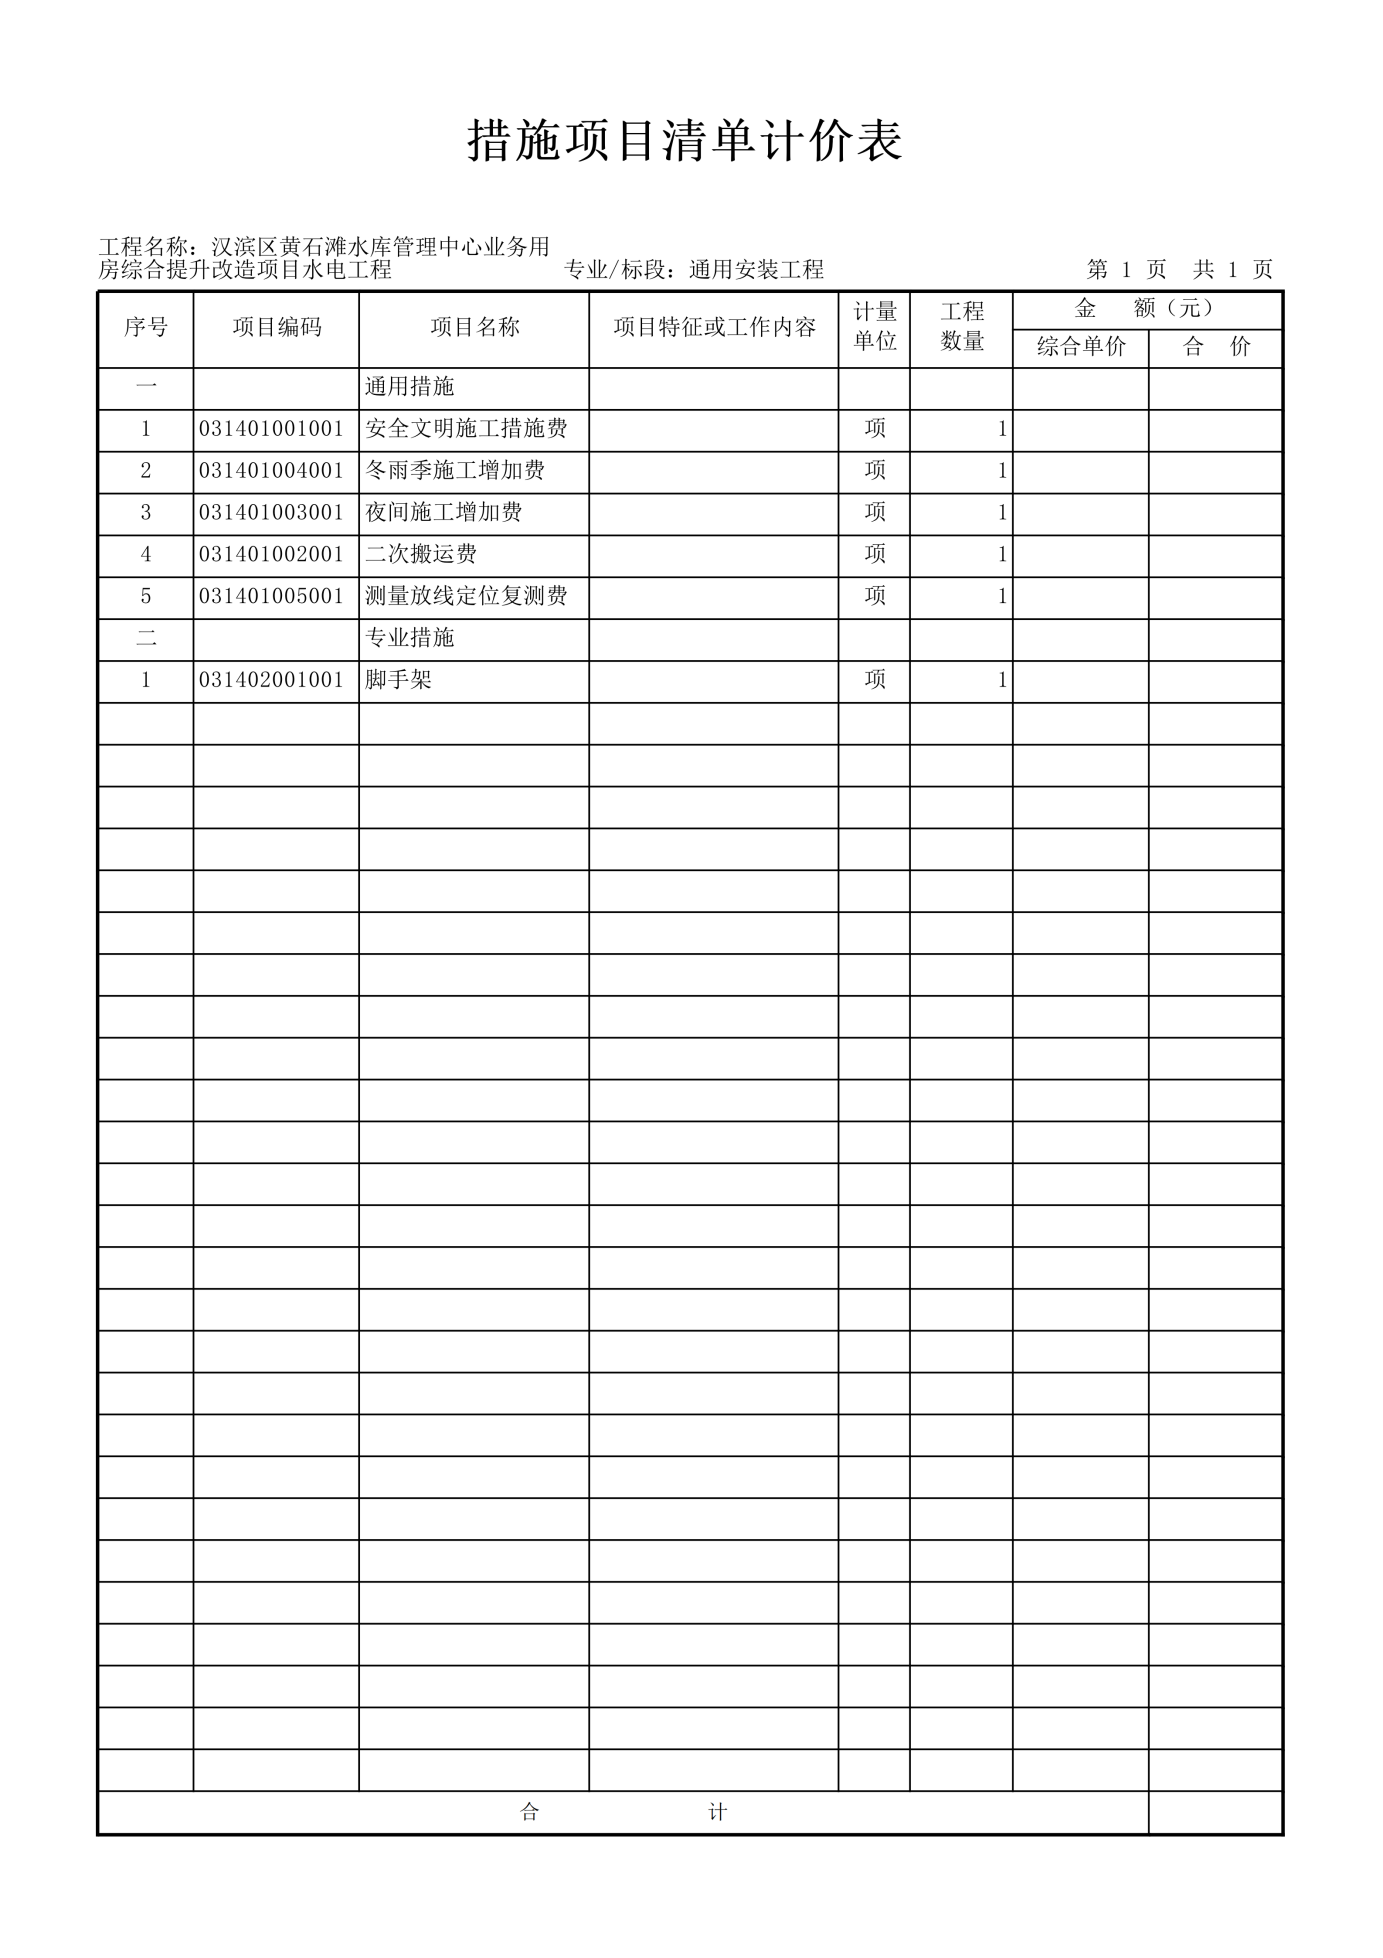 措施项目清单计价表
工程名称：汉滨区黄石滩水库管理中心业务用
房综合提升改造项目水电工程 专业/标段：通用安装工程 第 1 页 共 1 页
序号 项目编码 项目名称 项目特征或工作内容 计量单位 工程数量 金 额（元）
综合单价 合 价
一 通用措施
1 031401001001 安全文明施工措施费 项 1
2 031401004001 冬雨季施工增加费 项 1
3 031401003001 夜间施工增加费 项 1
4 031401002001 二次搬运费 项 1
5 031401005001 测量放线定位复测费 项 1
二 专业措施
1 031402001001 脚手架 项 1
合 计